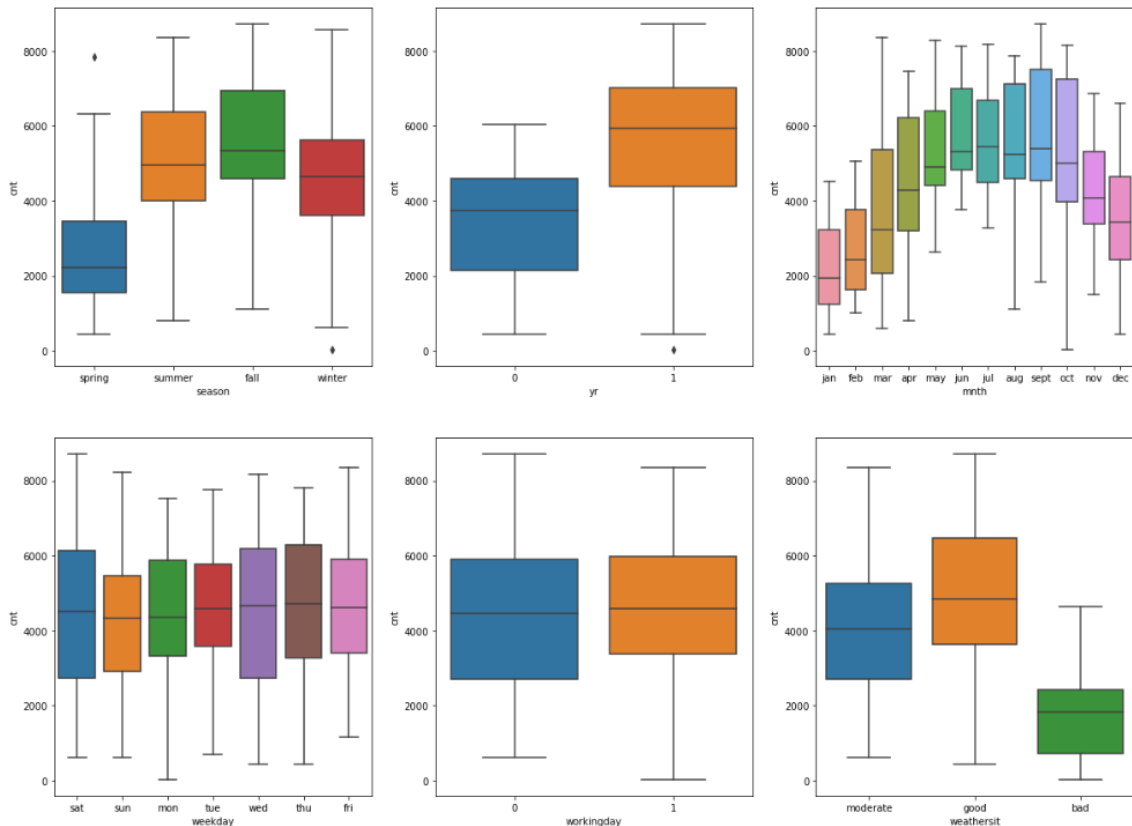 8000
6000
4000
2000
0
cnt
spring summer fall winter
season
8000
6000
4000
2000
0
cnt
0 1
yr
8000
6000
4000
2000
0
cnt
jan feb mar apr may jun jul aug sept oct nov dec
mnth
8000
6000
4000
2000
0
cnt
sat sun mon tue wed thu fri
weekday
8000
6000
4000
2000
0
cnt
0 1
workingday
8000
6000
4000
2000
0
cnt
moderate good bad
weathersit